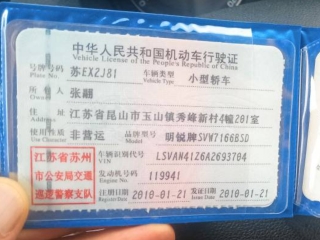 中华人民共和国机动车行驶证
Vehicle License of the People's Republic of China
号牌号码 苏EX2J81 车辆类型 小型轿车
Plate No. Vehicle Type
所有人 张翮
Owner
住址 江苏省昆山市玉山镇秀峰新村4幢201室
Address
使用性质 非营运 品牌型号 明锐牌SVW7166BSD
Use Character Model
江苏省苏州市公安局交通巡逻警察支队
车辆识别代号 LSVAN41Z6A2693704
VIN
发动机号码 119941
Engine No.
注册日期 2010-01-21 发证日期 2010-01-21
Register Date Issue Date